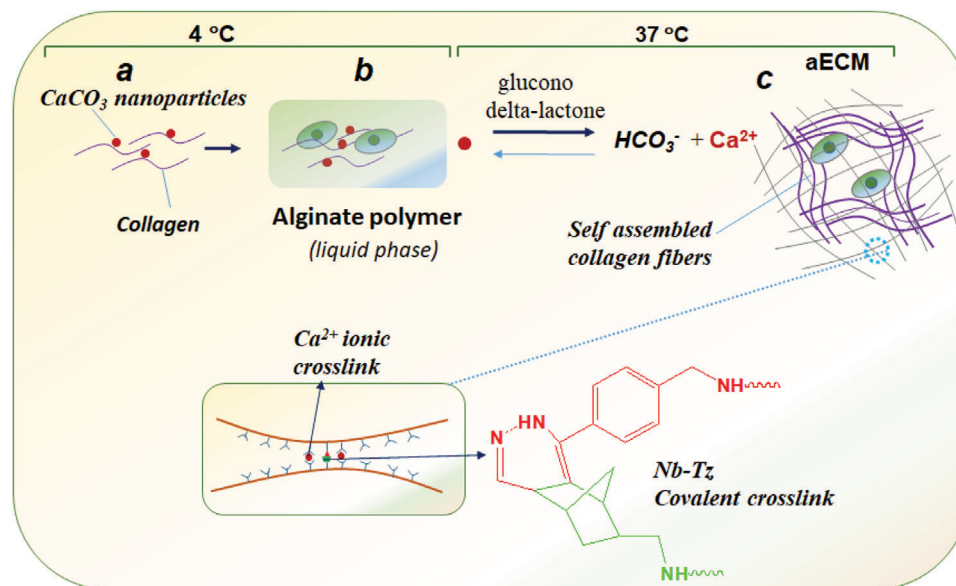 4 °C
37 °C
a
b
c
aECM
CaCO3 nanoparticles
glucono
delta-lactone
HCO3- + Ca2+
Collagen
Alginate polymer
(liquid phase)
Self assembled
collagen fibers
Ca2+ ionic
crosslink
NH
HN
N
Nb-Tz
Covalent crosslink
NH